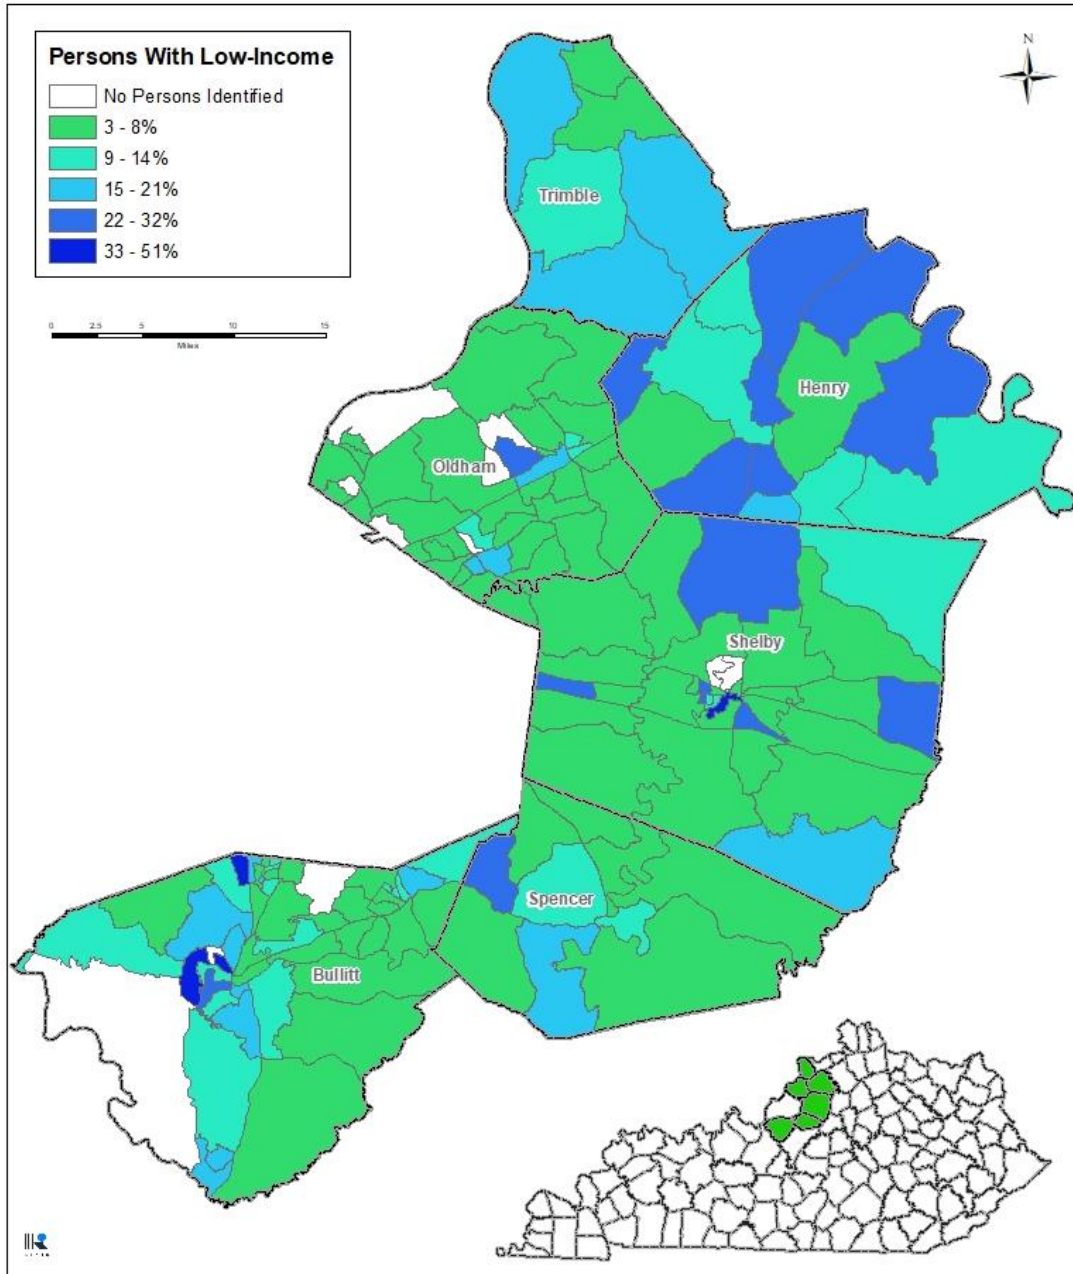 Persons With Low-Income
No Persons Identified
3 - 8%
9 - 14%
15 - 21%
22 - 32%
33 - 51%
N
0 2.5 5 10 15
Miles
Trimble
Henry
Oldham
Shelby
Spencer
Bullitt